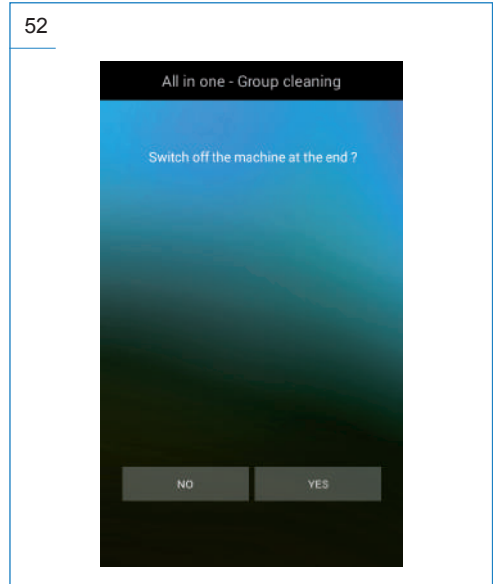 52
All in one - Group cleaning
Switch off the machine at the end ?
NO
YES